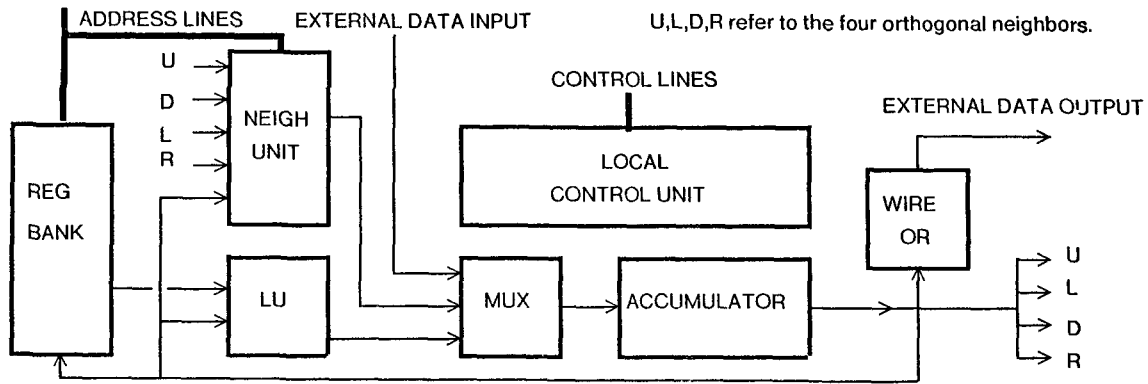 ADDRESS LINES
EXTERNAL DATA INPUT
U,L,D,R refer to the four orthogonal neighbors.
U
D
L
R
NEIGH
UNIT
CONTROL LINES
LOCAL
CONTROL UNIT
EXTERNAL DATA OUTPUT
REG
BANK
WIRE
OR
LU
MUX
ACCUMULATOR
U
L
D
R